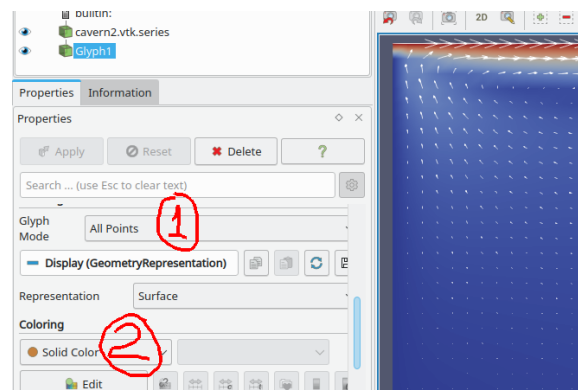 builtin:
cavern2.vtk.series
Glyph1
2D
Properties Information
Properties
Apply Reset Delete ?
Search ... (use Esc to clear text)
Glyph
Mode
All Points
1
Display (GeometryRepresentation)
Representation Surface
Coloring
Solid Color
2
Edit